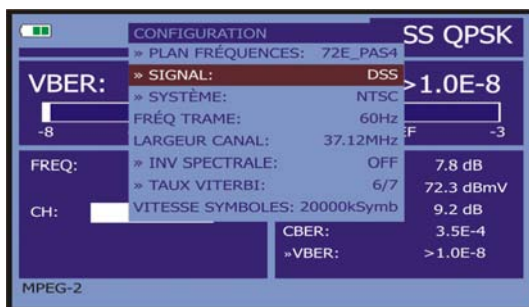 CONFIGURATION
SS QPSK
» PLAN FRÉQUENCES: 72E_PAS4
» SIGNAL: DSS
VBER: >1.0E-8
» SYSTÈME: NTSC
FRÉQ TRAME: 60Hz
-8 F -3
LARGEUR CANAL: 37.12MHz
FREQ: » INV SPECTRALE: OFF 7.8 dB
» TAUX VITERBI: 6/7 72.3 dBmV
CH: VITESSE SYMBOLES: 20000kSymb 9.2 dB
CBER: 3.5E-4
»VBER: >1.0E-8
MPEG-2